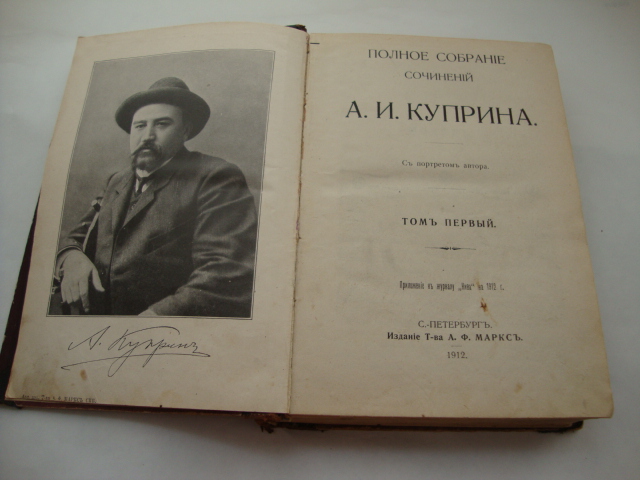 А. Купринъ
ПОЛНОЕ СОБРАНІЕ
СОЧИНЕНІЙ
А. И. КУПРИНА.
Съ портретомъ автора.
ТОМЪ ПЕРВЫЙ.
Приложеніе къ журналу „Нива“ на 1912 г.
С.-ПЕТЕРБУРГЪ.
Изданіе Т-ва А. Ф. МАРКСЪ.
1912.